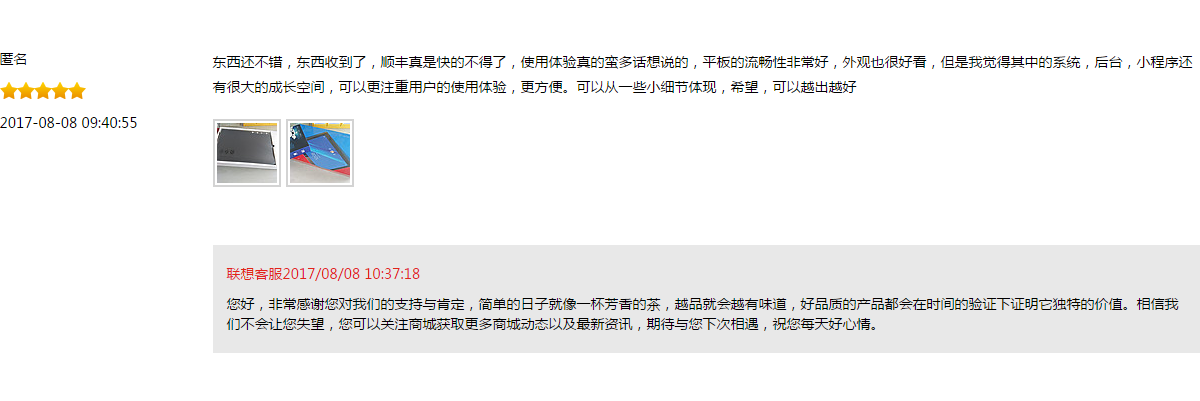 匿名
2017-08-08 09:40:55
东西还不错，东西收到了，顺丰真是快的不得了，使用体验真的蛮多话想说的，平板的流畅性非常好，外观也很好看，但是我觉得其中的系统，后台，小程序还
有很大的成长空间，可以更注重用户的使用体验，更方便。可以从一些小细节体现，希望，可以越出越好
联想客服2017/08/08 10:37:18
您好，非常感谢您对我们的支持与肯定，简单的日子就像一杯芳香的茶，越品就会越有味道，好品质的产品都会在时间的验证下证明它独特的价值。相信我
们不会让您失望，您可以关注商城获取更多商城动态以及最新资讯，期待与您下次相遇，祝您每天好心情。